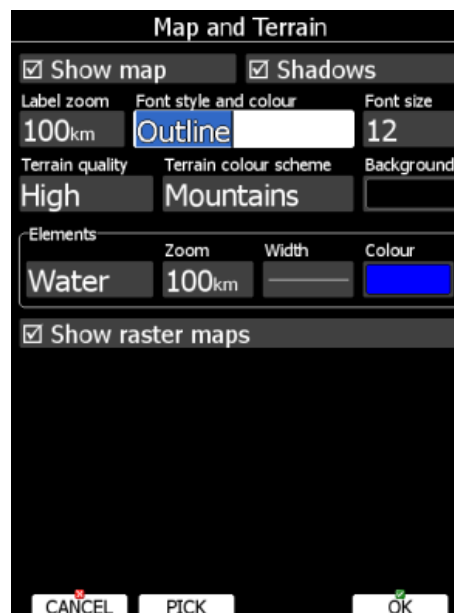 Map and Terrain
Show map Shadows
Label zoom Font style and colour Font size
100km Outline 12
Terrain quality Terrain colour scheme Background
High Mountains
Elements
Zoom Width Colour
Water 100km
Show raster maps
CANCEL PICK OK